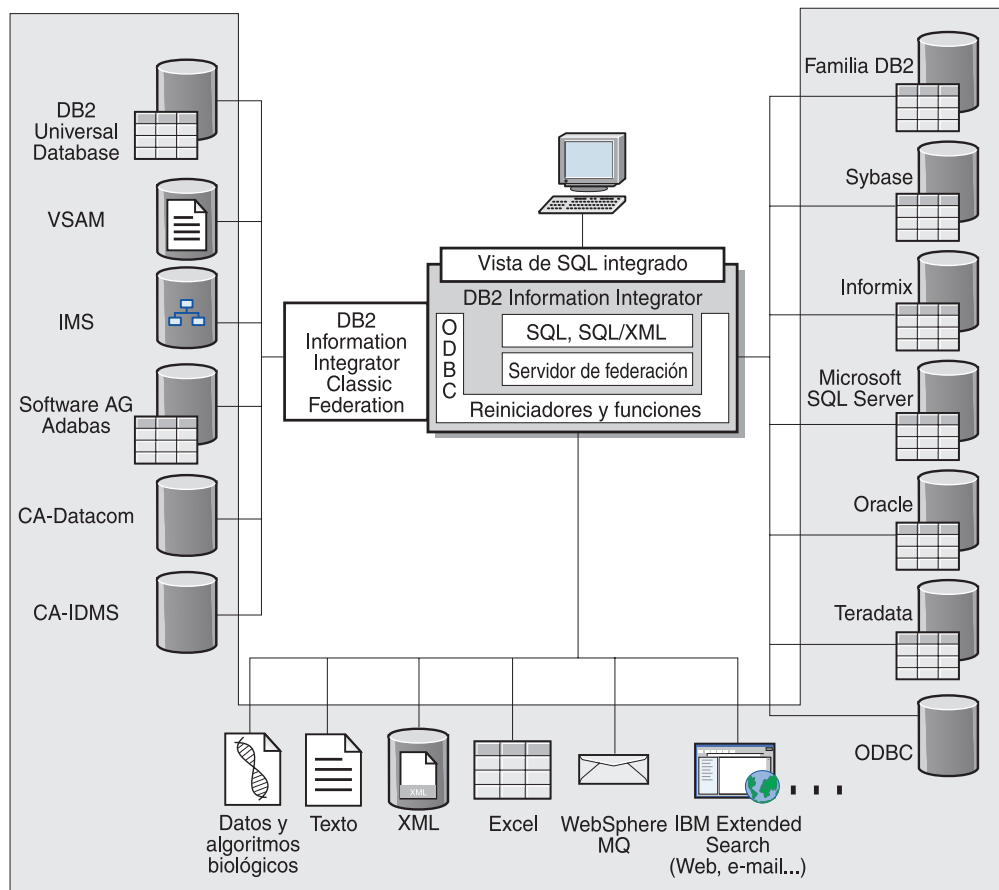 DB2
Universal
Database
VSAM
IMS
Software AG
Adabas
CA-Datacom
CA-IDMS
Vista de SQL integrado
DB2 Information Integrator
DB2
Information
Integrator
Classic
Federation
O
D
B
C
SQL, SQL/XML
Servidor de federación
Reiniciadores y funciones
Familia DB2
Sybase
Informix
Microsoft
SQL Server
Oracle
Teradata
ODBC
Datos y
algoritmos
biológicos
Texto
XML
XML
Excel
WebSphere
MQ
IBM Extended
Search
(Web, e-mail...)
. . .